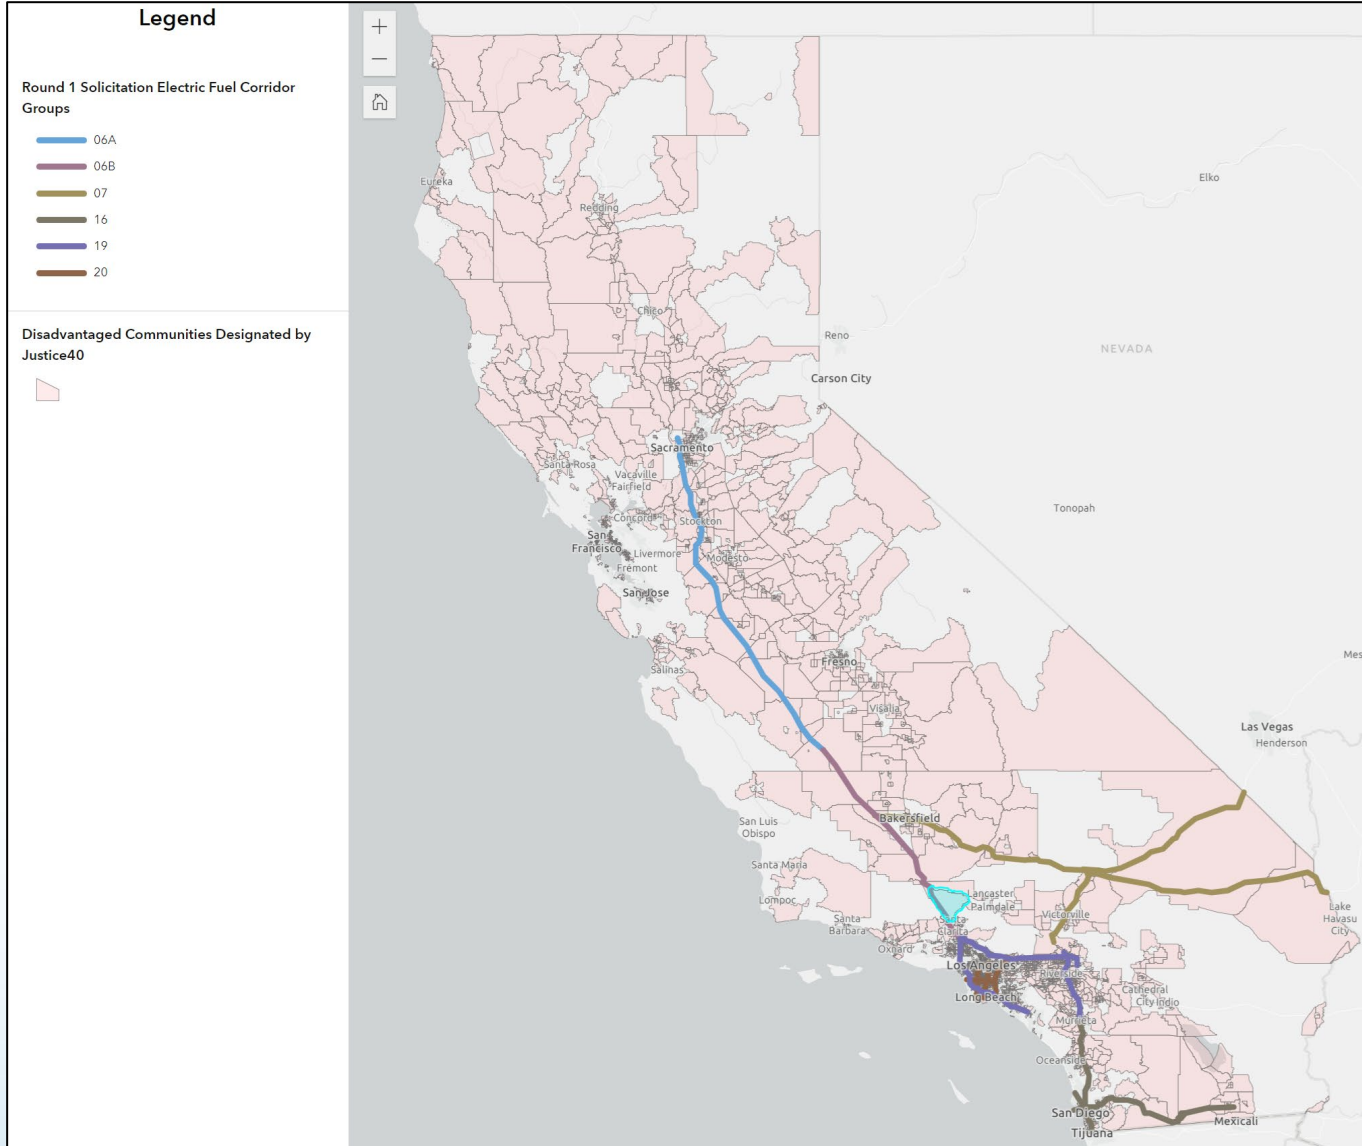 Legend
Round 1 Solicitation Electric Fuel Corridor
Groups
06A
06B
07
16
19
20
Disadvantaged Communities Designated by
Justice40
+
−
Eureka
Redding
Elko
Chico
Reno
NEVADA
Carson City
Sacramento
Santa Rosa
Vacaville
Fairfield
Tonopah
Concord
Stockton
San
Francisco
Livermore
Modesto
Fremont
San Jose
Mes
Fresno
Salinas
Visalia
Las Vegas
Henderson
San Luis
Obispo
Bakersfield
Santa Maria
Lompoc
Lancaster
Palmdale
Santa
Barbara
Santa
Clarita
Victorville
Lake
Havasu
City
Oxnard
Los Angeles
Riverside
Long Beach
Cathedral
City
Indio
Murrieta
Oceanside
San Diego
Mexicali
Tijuana